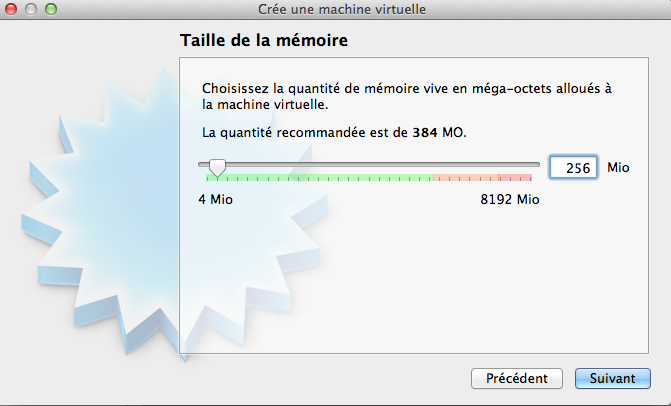 Crée une machine virtuelle
Taille de la mémoire
Choisissez la quantité de mémoire vive en méga-octets alloués à
la machine virtuelle.
La quantité recommandée est de 384 MO.
256 Mio
4 Mio 8192 Mio
Précédent Suivant